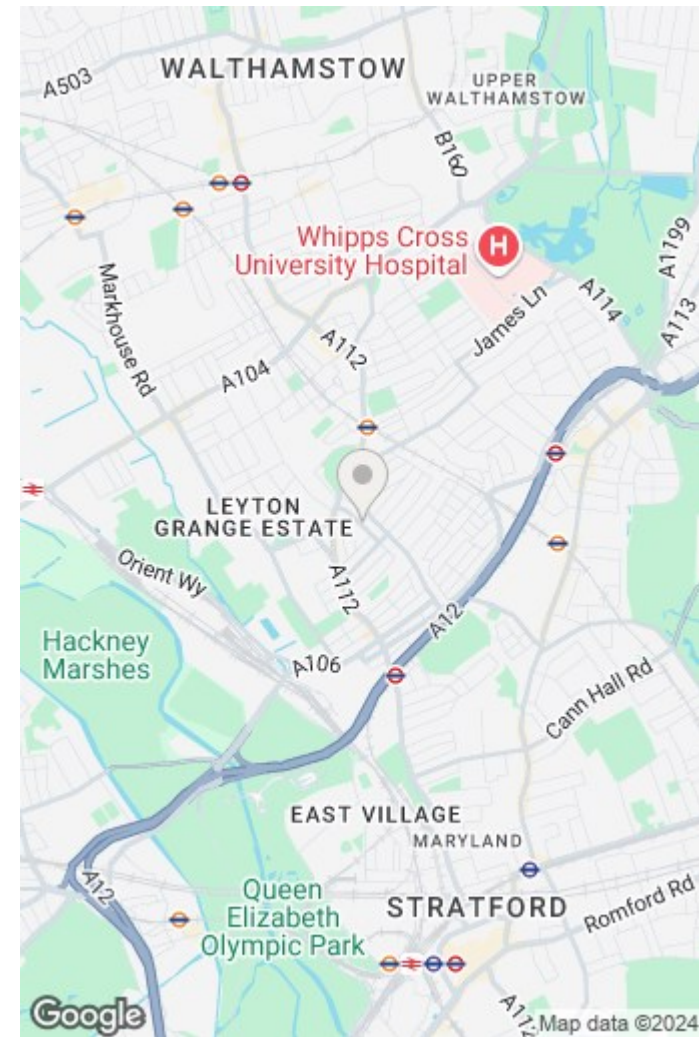 WALTHAMSTOW
A503
UPPER
WALTHAMSTOW
B160
Whipps Cross
University Hospital
H
A1199
A114
A113
Markhouse Rd
James Ln
A112
A104
LEYTON
GRANGE ESTATE
Orient Wy
A112
A12
Hackney
Marshes
A106
Cann Hall Rd
EAST VILLAGE
MARYLAND
A12
Queen
Elizabeth
Olympic Park
STRATFORD
Romford Rd
A112
Google
Map data ©2024